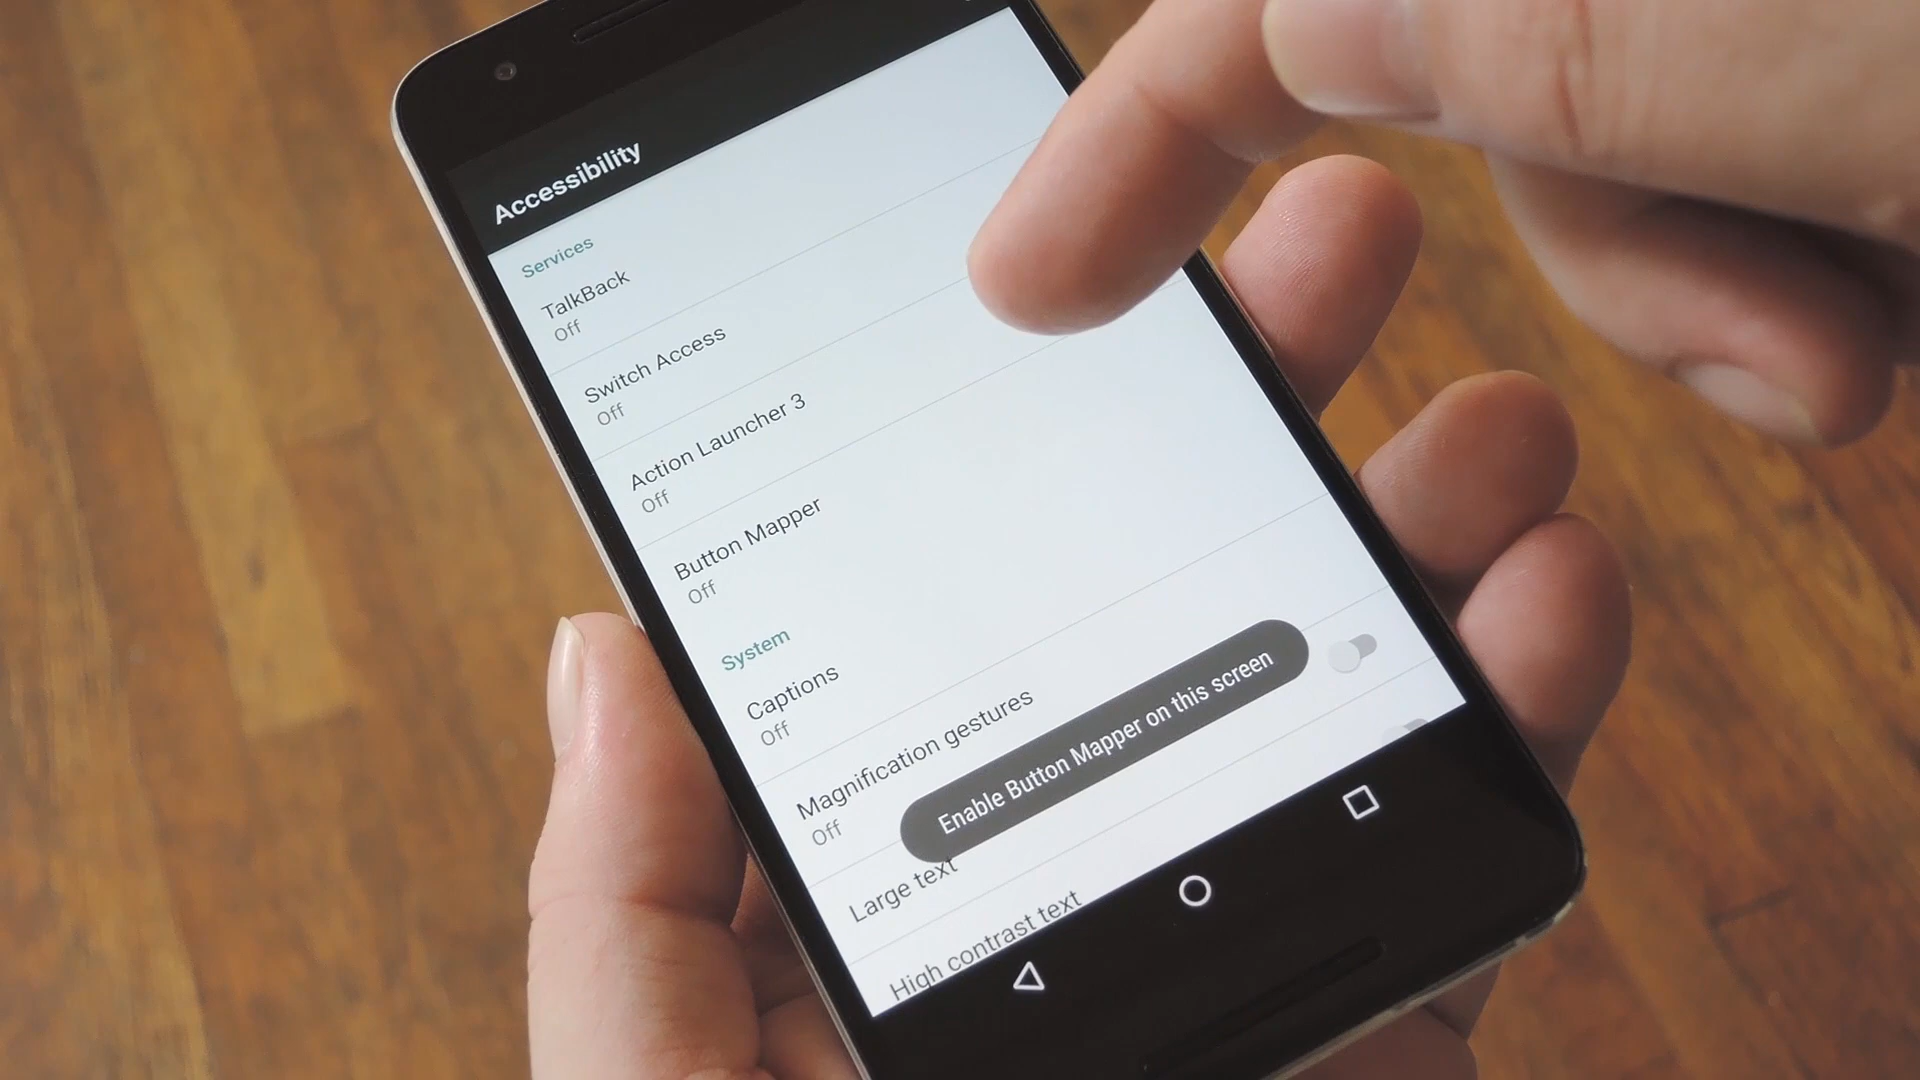 Accessibility
Services
TalkBack
Off
Switch Access
Off
Action Launcher 3
Off
Button Mapper
Off
System
Captions
Off
Magnification gestures
Off
Enable Button Mapper on this screen
Large text
High contrast text